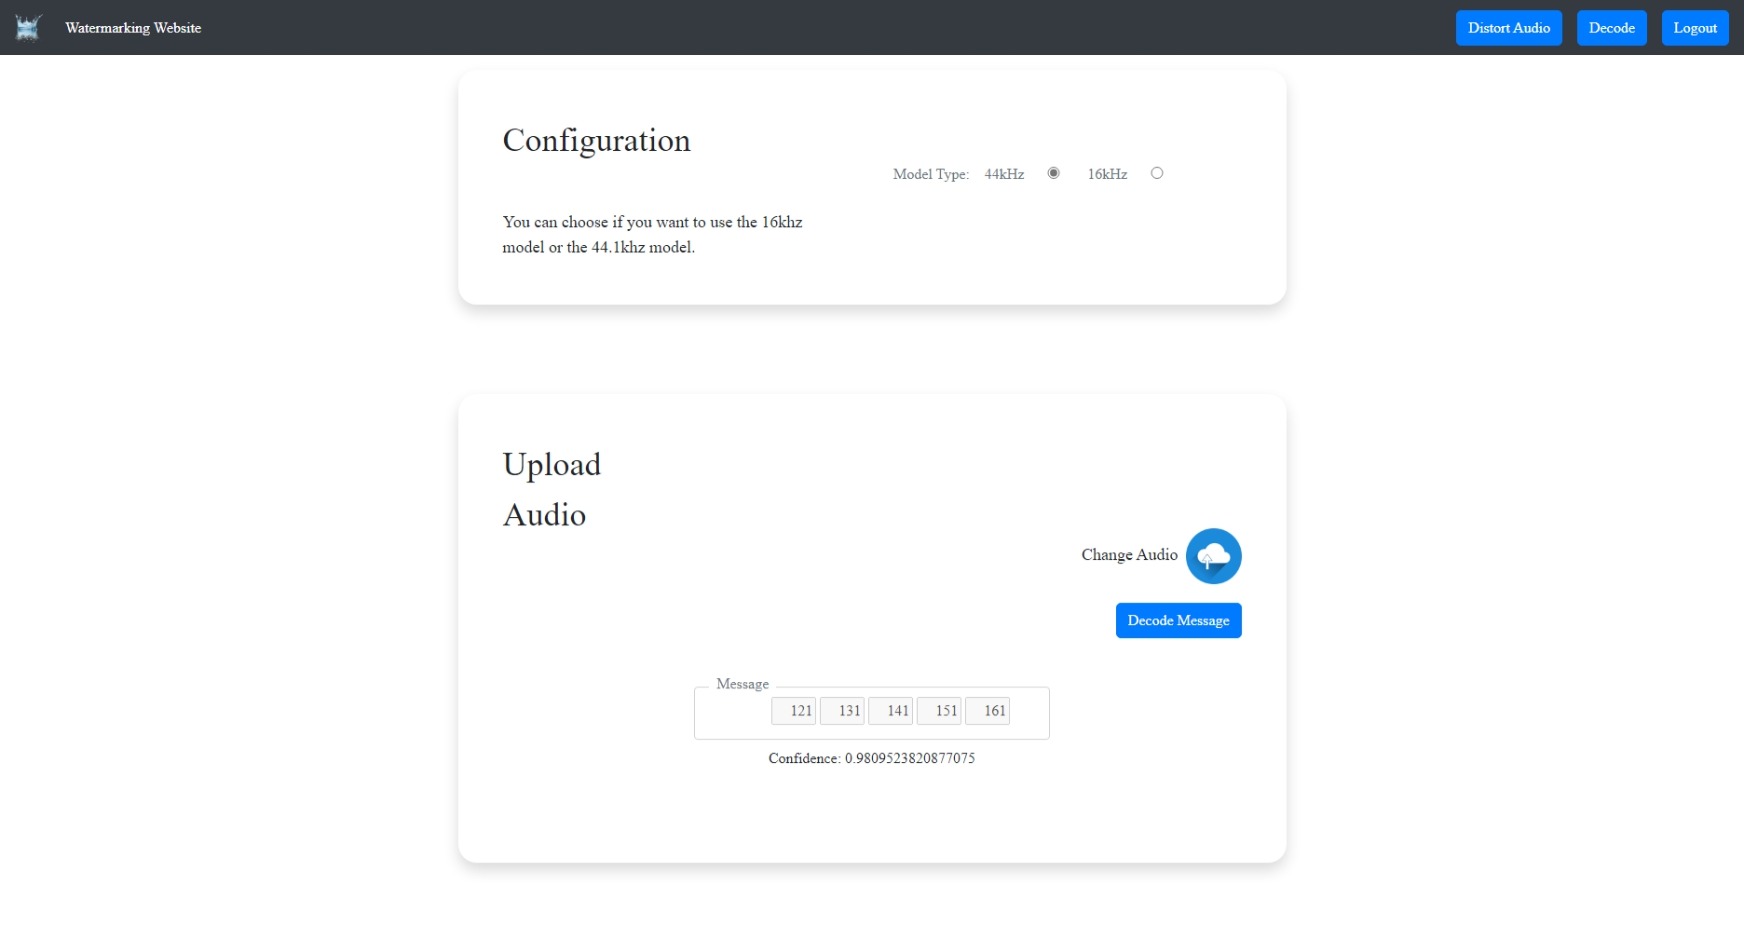 Watermarking Website
Distort Audio
Decode
Logout
Configuration
Model Type: 44kHz 16kHz
You can choose if you want to use the 16khz
model or the 44.1khz model.
Upload
Audio
Change Audio
Decode Message
Message
121 131 141 151 161
Confidence: 0.9809523820877075